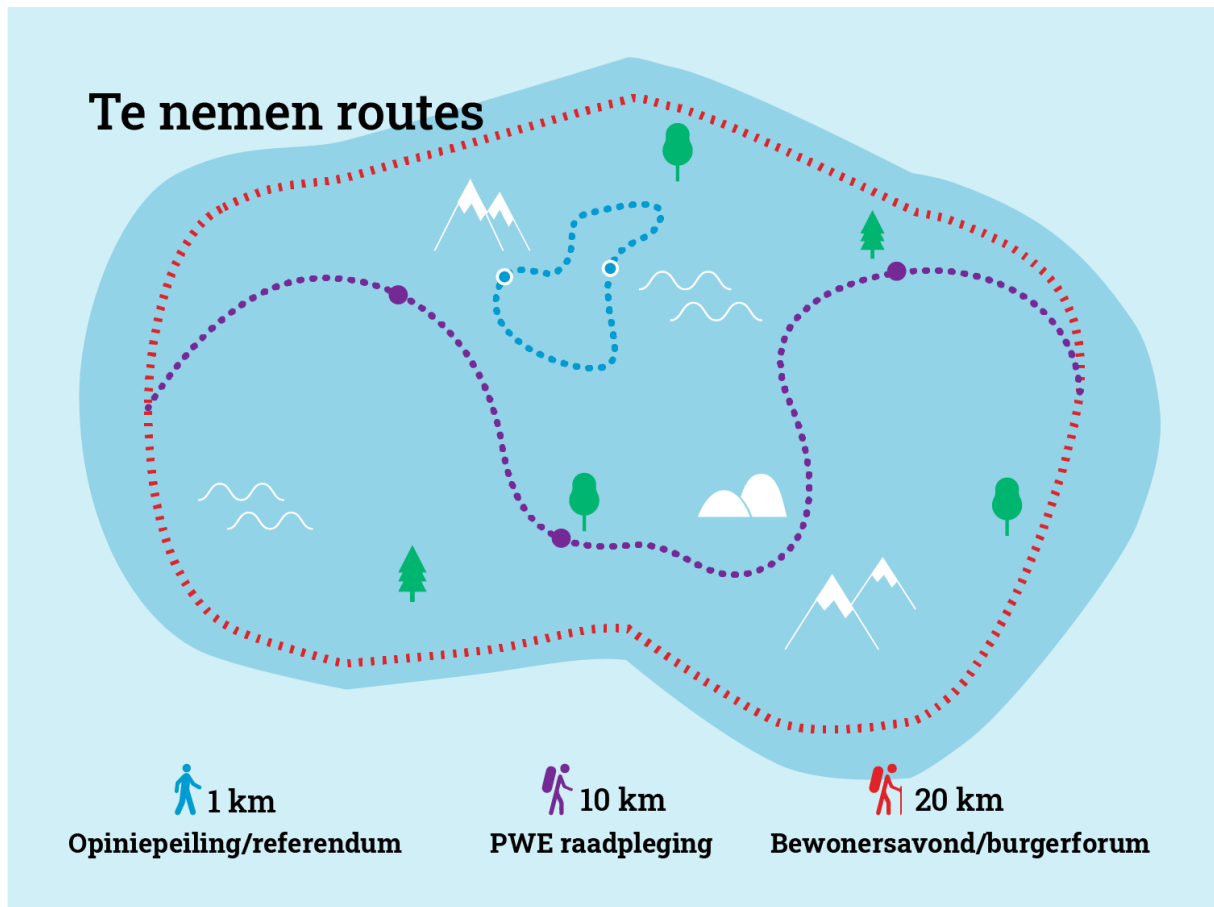 Te nemen routes
1 km
Opiniepeiling/referendum
10 km
PWE raadpleging
20 km
Bewonersavond/burgerforum